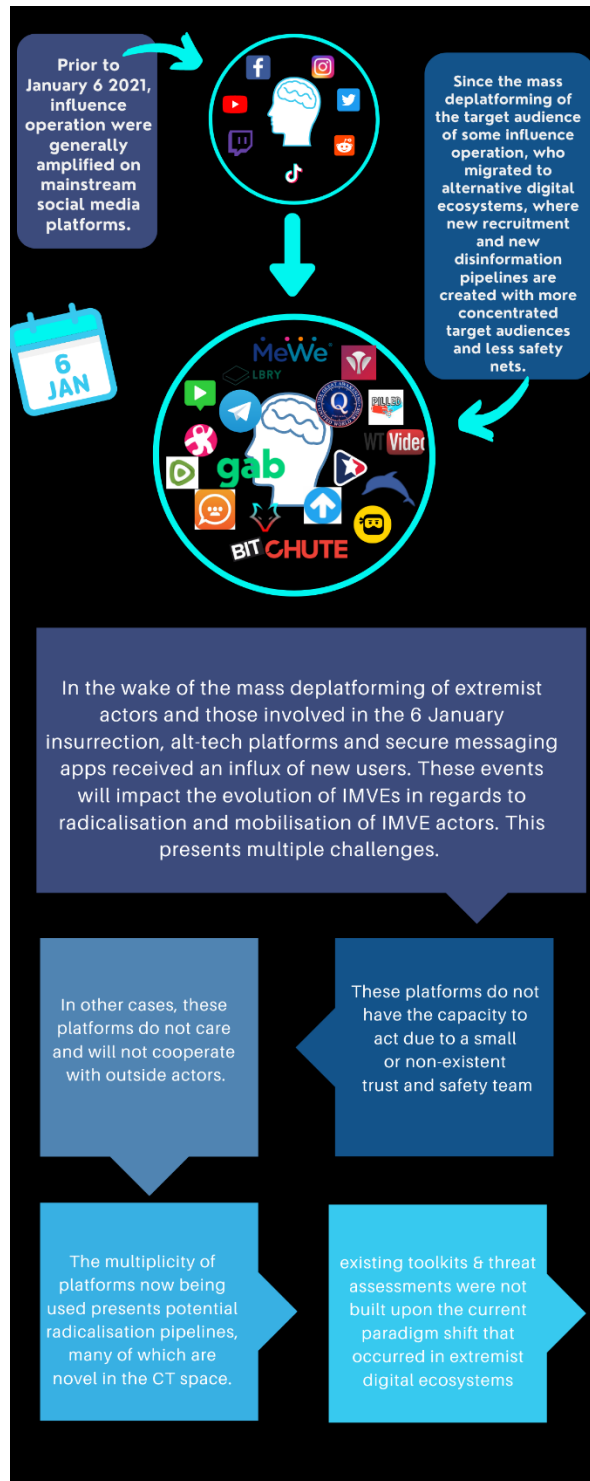 Prior to
January 6 2021,
influence
operation were
generally
amplified on
mainstream
social media
platforms.
Since the mass
deplatforming of
the target audience
of some influence
operation, who
migrated to
alternative digital
ecosystems, where
new recruitment
and new
disinformation
pipelines are
created with more
concentrated
target audiences
and less safety
nets.
6
JAN
MeWe
LBRY
Q
PILLED
WTVideo
gab
BITCHUTE
In the wake of the mass deplatforming of extremist
actors and those involved in the 6 January
insurrection, alt-tech platforms and secure messaging
apps received an influx of new users. These events
will impact the evolution of IMVEs in regards to
radicalisation and mobilisation of IMVE actors. This
presents multiple challenges.
These platforms do not
have the capacity to
act due to a small
or non-existent
trust and safety team
In other cases, these
platforms do not care
and will not cooperate
with outside actors.
The multiplicity of
platforms now being
used presents potential
radicalisation pipelines,
many of which are
novel in the CT space.
existing toolkits & threat
assessments were not
built upon the current
paradigm shift that
occurred in extremist
digital ecosystems